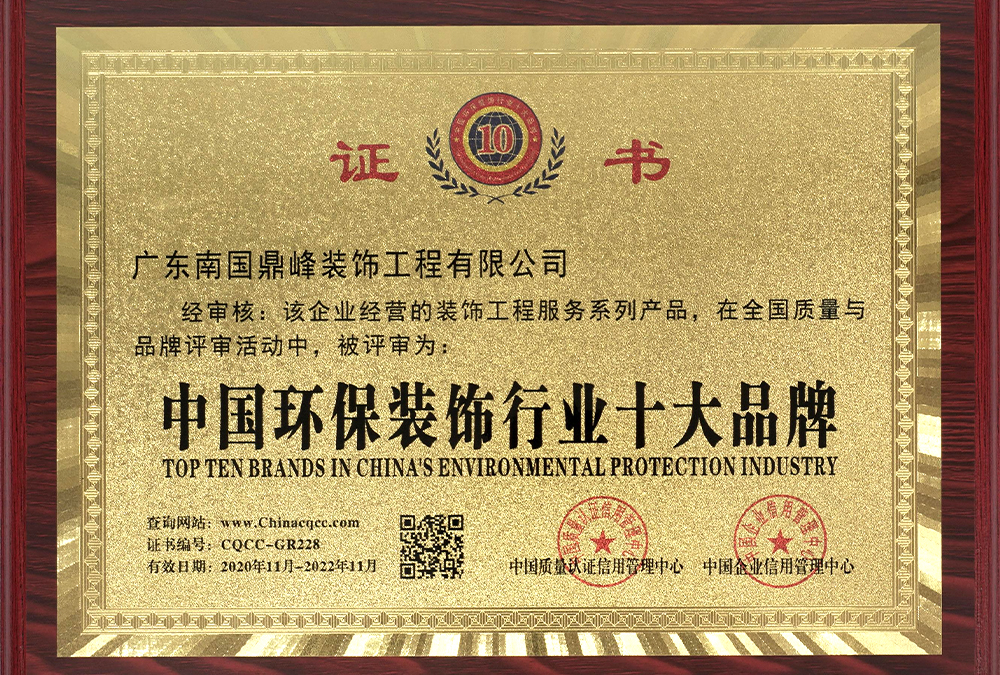 证 书
10
广东南国鼎峰装饰工程有限公司
经审核：该企业经营的装饰工程服务系列产品，在全国质量与
品牌评审活动中，被评审为：
中国环保装饰行业十大品牌
TOP TEN BRANDS IN CHINA'S ENVIRONMENTAL PROTECTION INDUSTRY
查询网站：www.Chinacqcc.com
证书编号：CQCC-GR228
有效日期：2020年11月-2022年11月
中国质量认证信用管理中心 中国企业信用管理中心